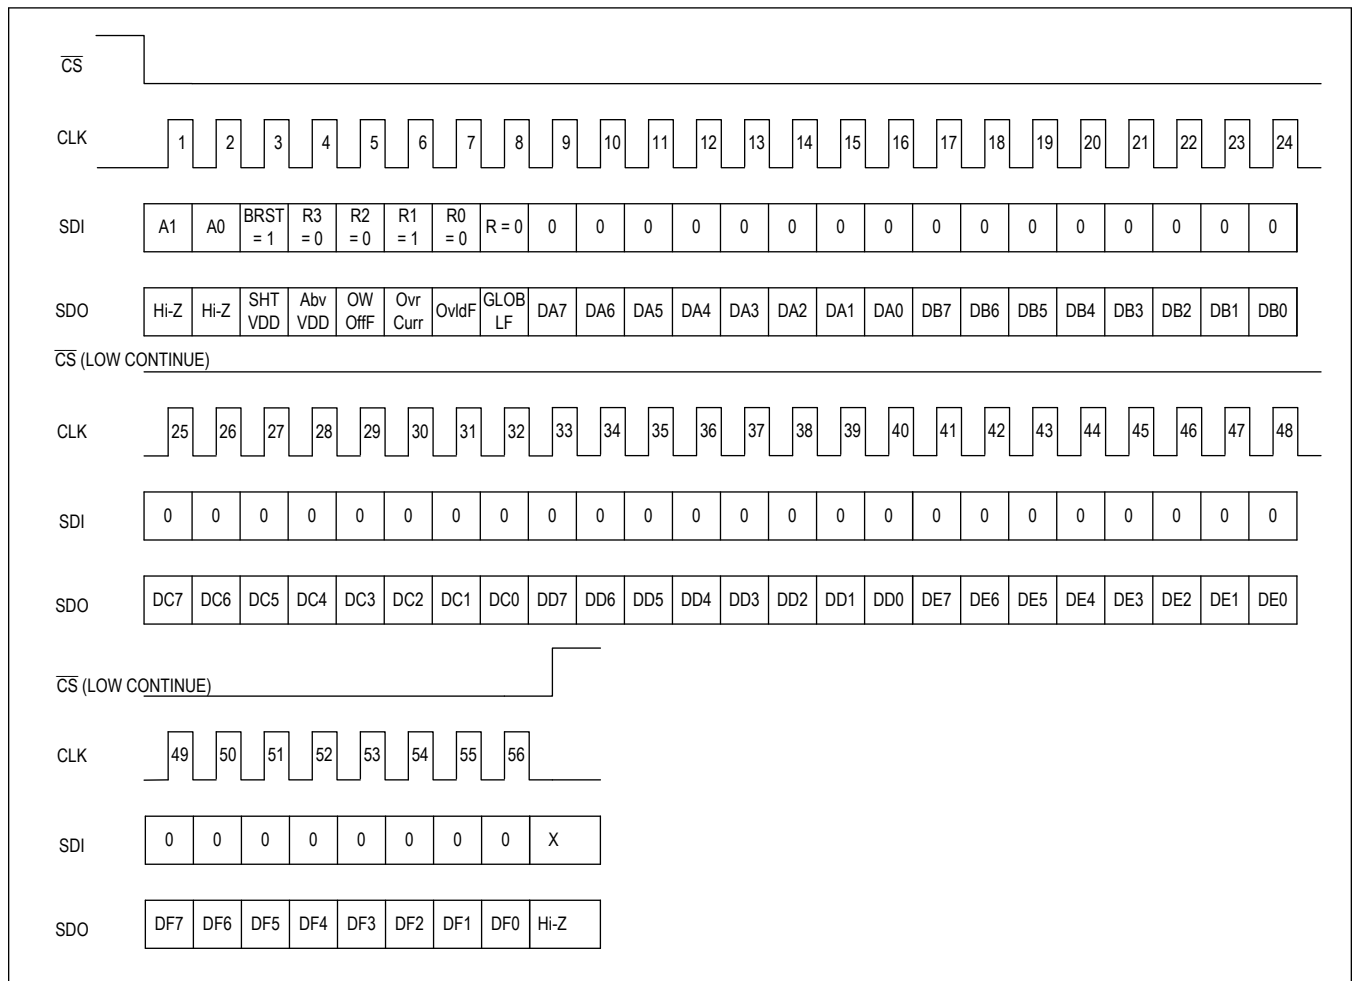 CS
CLK 1 2 3 4 5 6 7 8 9 10 11 12 13 14 15 16 17 18 19 20 21 22 23 24
SDI A1 A0 BRST = 1 R3 = 0 R2 = 0 R1 = 1 R0 = 0 R = 0 0 0 0 0 0 0 0 0 0 0 0 0 0 0 0 0
SDO Hi-Z Hi-Z SHT VDD Abv VDD OW OffF Ovr Curr OvldF GLOB LF DA7 DA6 DA5 DA4 DA3 DA2 DA1 DA0 DB7 DB6 DB5 DB4 DB3 DB2 DB1 DB0
CS (LOW CONTINUE)
CLK 25 26 27 28 29 30 31 32 33 34 35 36 37 38 39 40 41 42 43 44 45 46 47 48
SDI 0 0 0 0 0 0 0 0 0 0 0 0 0 0 0 0 0 0 0 0 0 0 0 0
SDO DC7 DC6 DC5 DC4 DC3 DC2 DC1 DC0 DD7 DD6 DD5 DD4 DD3 DD2 DD1 DD0 DE7 DE6 DE5 DE4 DE3 DE2 DE1 DE0
CS (LOW CONTINUE)
CLK 49 50 51 52 53 54 55 56
SDI 0 0 0 0 0 0 0 0 X
SDO DF7 DF6 DF5 DF4 DF3 DF2 DF1 DF0 Hi-Z